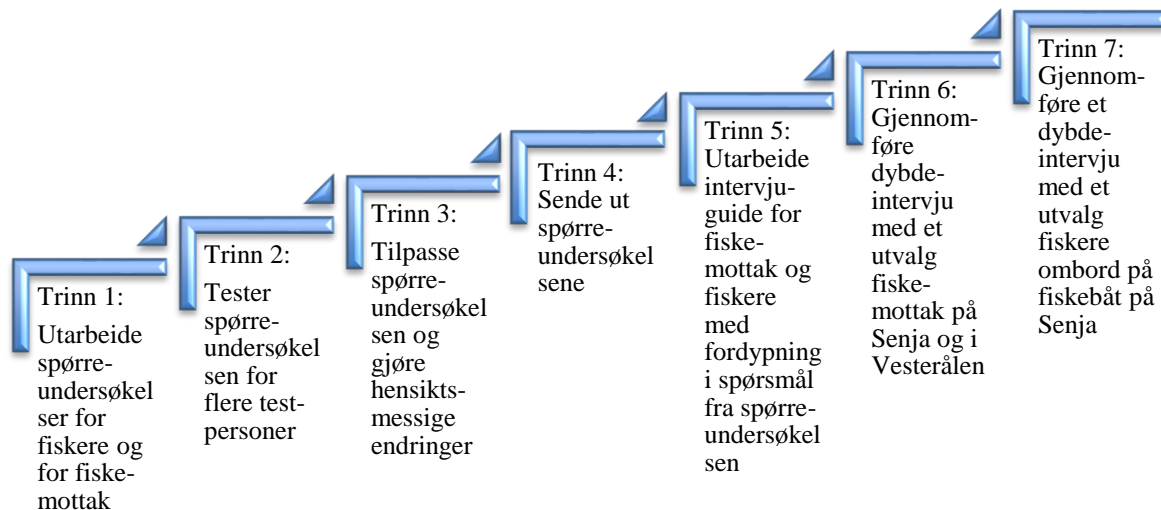 Trinn 1:
Utarbeide
spørre-
undersøkel
ser for
fiskere og
for fiske-
mottak
Trinn 2:
Tester
spørre-
undersøkel
sen for
flere test-
personer
Trinn 3:
Tilpasse
spørre-
undersøkel
sen og
gjøre
hensikts-
messige
endringer
Trinn 4:
Sende ut
spørre-
undersøkel
sene
Trinn 5:
Utarbeide
intervju-
guide for
fiske-
mottak og
fiskere
med
fordypning
i spørsmål
fra spørre-
undersøkel
sen
Trinn 6:
Gjennom-
føre
dybde-
intervju
med et
utvalg
fiske-
mottak på
Senja og i
Vesterålen
Trinn 7:
Gjennom-
føre et
dybde-
intervju
med et
utvalg
fiskere
ombord på
fiskebåt på
Senja